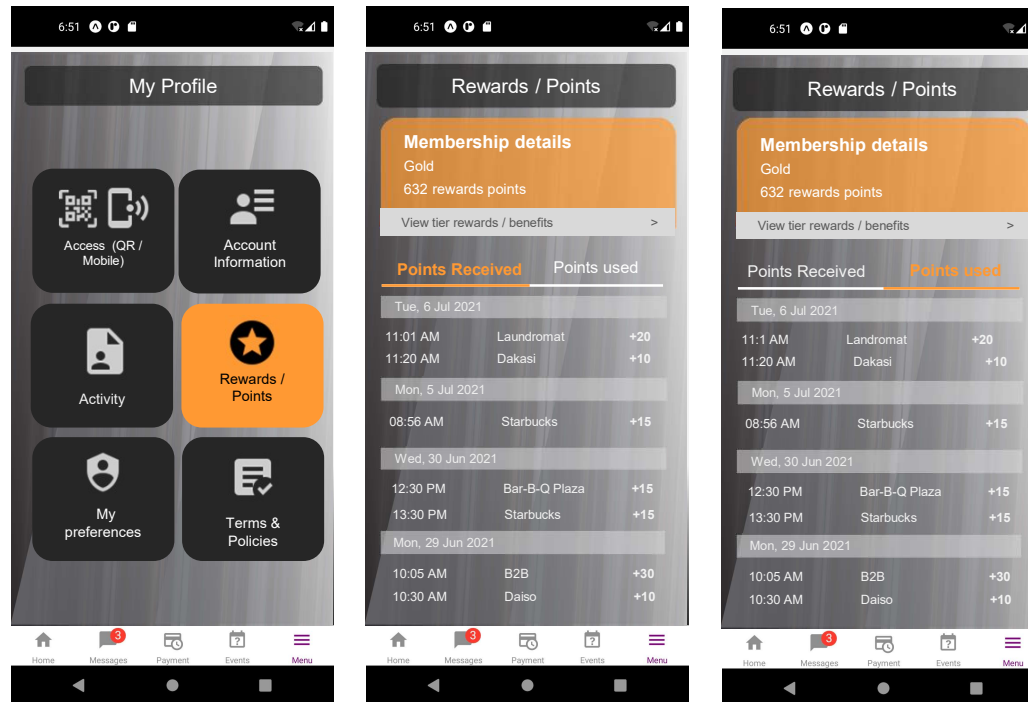 6:51
My Profile
Access (QR /
Mobile)
Account
Information
Activity
Rewards /
Points
My
preferences
Terms &
Policies
3
Home Messages Payment Events Menu
6:51
Rewards / Points
Membership details
Gold
632 rewards points
View tier rewards / benefits >
Points Received Points used
Tue, 6 Jul 2021
11:01 AM Laundromat +20
11:20 AM Dakasi +10
Mon, 5 Jul 2021
08:56 AM Starbucks +15
Wed, 30 Jun 2021
12:30 PM Bar-B-Q Plaza +15
13:30 PM Starbucks +15
Mon, 29 Jun 2021
10:05 AM B2B +30
10:30 AM Daiso +10
3
?
Home Messages Payment Events Menu
6:51
Rewards / Points
Membership details
Gold
632 rewards points
View tier rewards / benefits >
Points Received Points used
Tue, 6 Jul 2021
11:1 AM Landromat +20
11:20 AM Dakasi +10
Mon, 5 Jul 2021
08:56 AM Starbucks +15
Wed, 30 Jun 2021
12:30 PM Bar-B-Q Plaza +15
13:30 PM Starbucks +15
Mon, 29 Jun 2021
10:05 AM B2B +30
10:30 AM Daiso +10
3
?
Home Messages Payment Events Menu